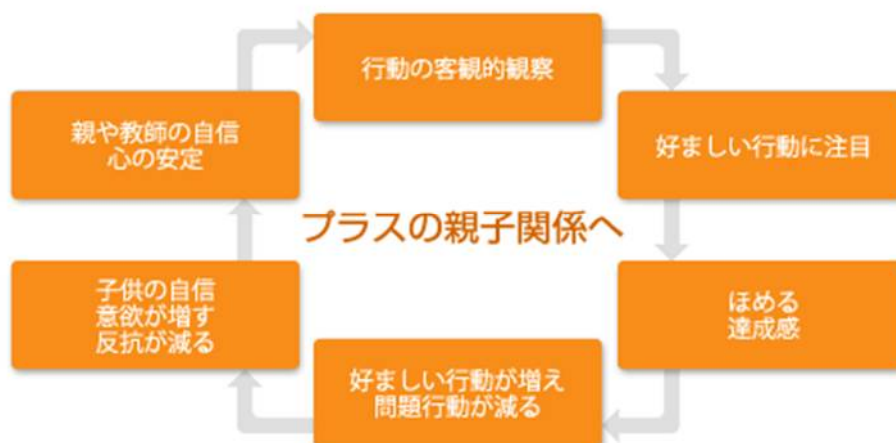 行動の客観的観察
好ましい行動に注目
ほめる
達成感
好ましい行動が増え
問題行動が減る
子供の自信
意欲が増す
反抗が減る
親や教師の自信
心の安定
プラスの親子関係へ